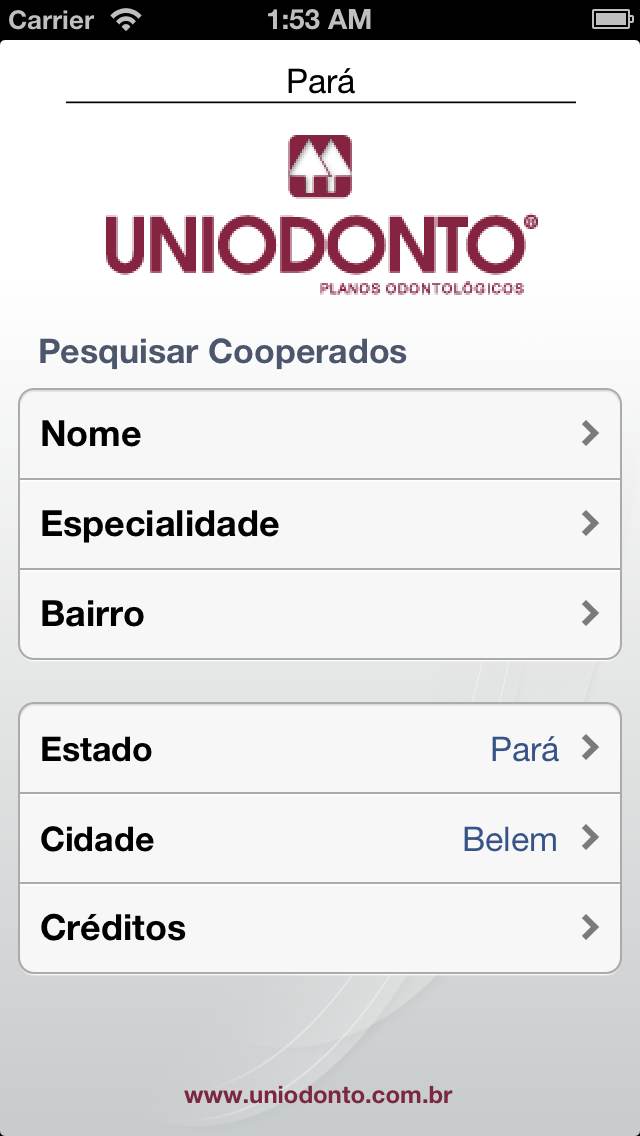 Carrier 1:53 AM
Pará
UNIODONTO®
PLANOS ODONTOLÓGICOS
Pesquisar Cooperados
Nome
Especialidade
Bairro
Estado Pará
Cidade Belem
Créditos
www.uniodonto.com.br